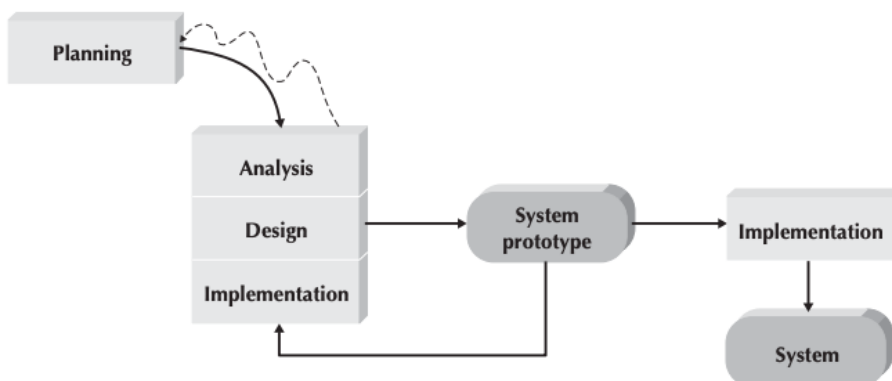 Planning
Analysis
Design
Implementation
System
prototype
Implementation
System